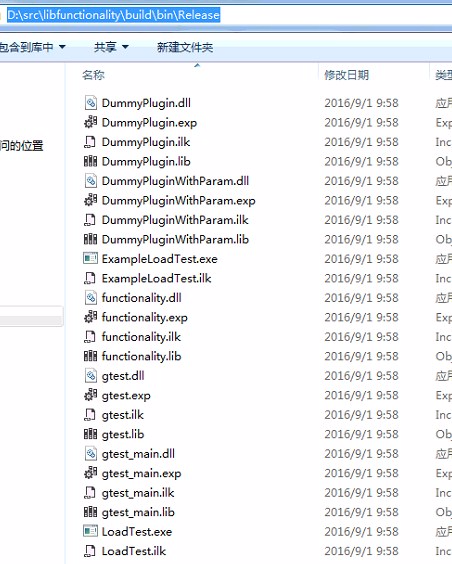 D:\src\libfunctionality\build\bin\Release
包含到库中 共享 新建文件夹
名称 修改日期
DummyPlugin.dll 2016/9/1 9:58 应
DummyPlugin.exp 2016/9/1 9:58 Exp
DummyPlugin.ilk 2016/9/1 9:58 Inc
问的位置
DummyPlugin.lib 2016/9/1 9:58 Obj
DummyPluginWithParam.dll 2016/9/1 9:58 应
DummyPluginWithParam.exp 2016/9/1 9:58 Exp
DummyPluginWithParam.ilk 2016/9/1 9:58 Inc
DummyPluginWithParam.lib 2016/9/1 9:58 Obj
ExampleLoadTest.exe 2016/9/1 9:58 应
ExampleLoadTest.ilk 2016/9/1 9:58 Inc
functionality.dll 2016/9/1 9:58 应
functionality.exp 2016/9/1 9:58 Exp
functionality.ilk 2016/9/1 9:58 Inc
functionality.lib 2016/9/1 9:58 Obj
gtest.dll 2016/9/1 9:58 应
gtest.exp 2016/9/1 9:58 Exp
gtest.ilk 2016/9/1 9:58 Inc
gtest.lib 2016/9/1 9:58 Obj
gtest_main.dll 2016/9/1 9:58 应
gtest_main.exp 2016/9/1 9:58 Exp
gtest_main.ilk 2016/9/1 9:58 Inc
gtest_main.lib 2016/9/1 9:58 Obj
LoadTest.exe 2016/9/1 9:58 应
LoadTest.ilk 2016/9/1 9:58 Inc